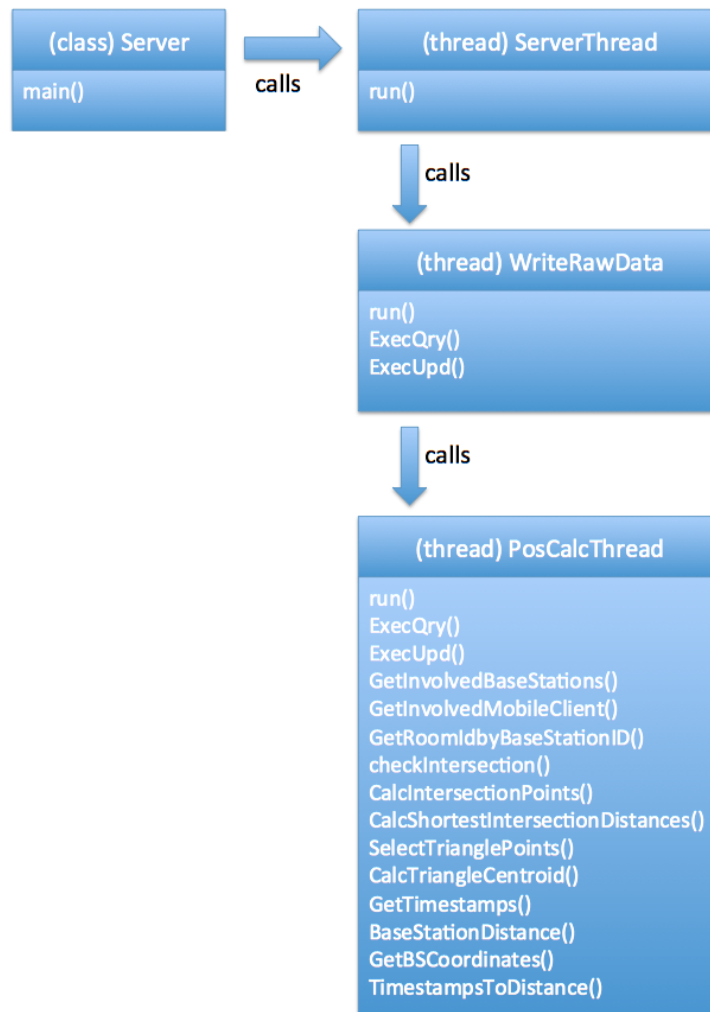 (class) Server
main()
calls
(thread) ServerThread
run()
calls
(thread) WriteRawData
run()
ExecQry()
ExecUpd()
calls
(thread) PosCalcThread
run()
ExecQry()
ExecUpd()
GetInvolvedBaseStations()
GetInvolvedMobileClient()
GetRoomIdbyBaseStationID()
checkIntersection()
CalcIntersectionPoints()
CalcShortestIntersectionDistances()
SelectTrianglePoints()
CalcTriangleCentroid()
GetTimestamps()
BaseStationDistance()
GetBSCoordinates()
TimestampsToDistance()